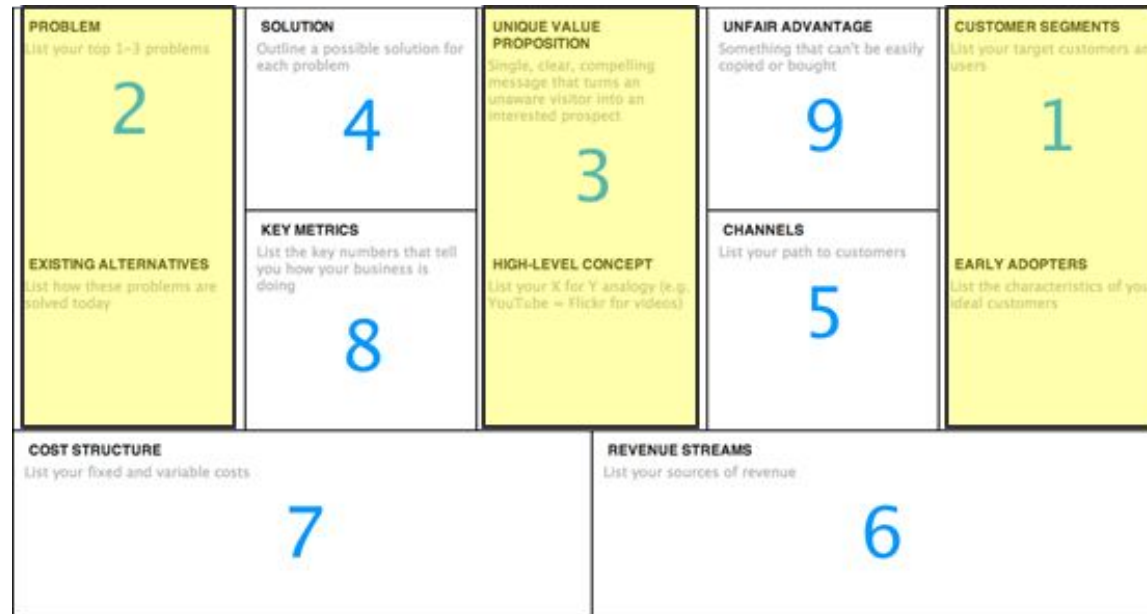 PROBLEM
List your top 1-3 problems
2
EXISTING ALTERNATIVES
List how these problems are
solved today
SOLUTION
Outline a possible solution for
each problem
4
KEY METRICS
List the key numbers that tell
you how your business is
doing
8
UNIQUE VALUE
PROPOSITION
Single, clear, compelling
message that turns an
unaware visitor into an
interested prospect
3
HIGH-LEVEL CONCEPT
List your X for Y analogy (e.g.
YouTube = Flickr for videos)
UNFAIR ADVANTAGE
Something that can't be easily
copied or bought
9
CHANNELS
List your path to customers
5
CUSTOMER SEGMENTS
List your target customers an
users
1
EARLY ADOPTERS
List the characteristics of you
ideal customers
COST STRUCTURE
List your fixed and variable costs
7
REVENUE STREAMS
List your sources of revenue
6